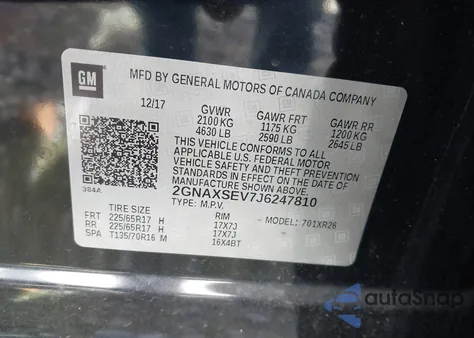 GM
MFD BY GENERAL MOTORS OF CANADA COMPANY
12/17 GVWR GAWR FRT GAWR RR
2100 KG 1175 KG 1200 KG
4630 LB 2590 LB 2645 LB
THIS VEHICLE CONFORMS TO ALL
APPLICABLE U.S. FEDERAL MOTOR
VEHICLE SAFETY AND THEFT PREVENTION
STANDARDS IN EFFECT ON THE DATE OF
MANUFACTURE SHOWN ABOVE.
384A 2GNAXSEV7J6247810
TYPE: M.P.V. MODEL: 701XR26
TIRE SIZE RIM
FRT 225/65R17 H 17X7J
RR 225/65R17 H 17X7J
SPA T135/70R16 M 16X4BT
autoSnap